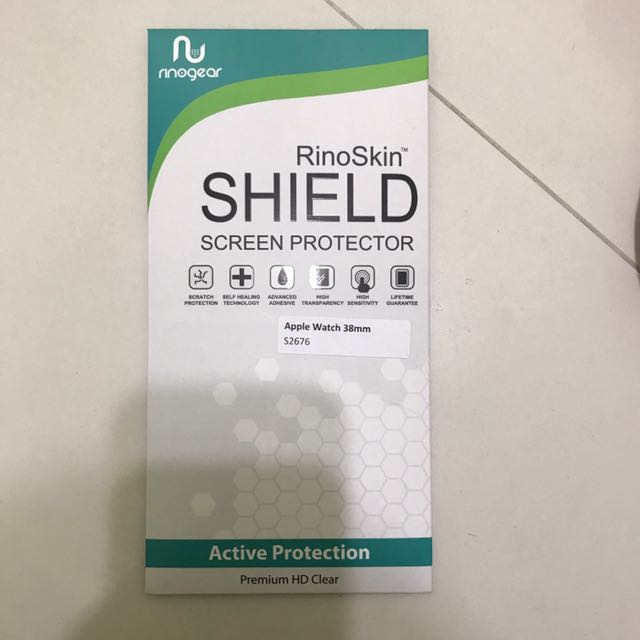 rinogear
RinoSkin™
SHIELD
SCREEN PROTECTOR
SCRATCH
PROTECTION
SELF HEALING
TECHNOLOGY
ADVANCED
ADHESIVE
HIGH
TRANSPARENCY
HIGH
SENSITIVITY
LIFETIME
GUARANTEE
Apple Watch 38mm
S2676
Active Protection
Premium HD Clear